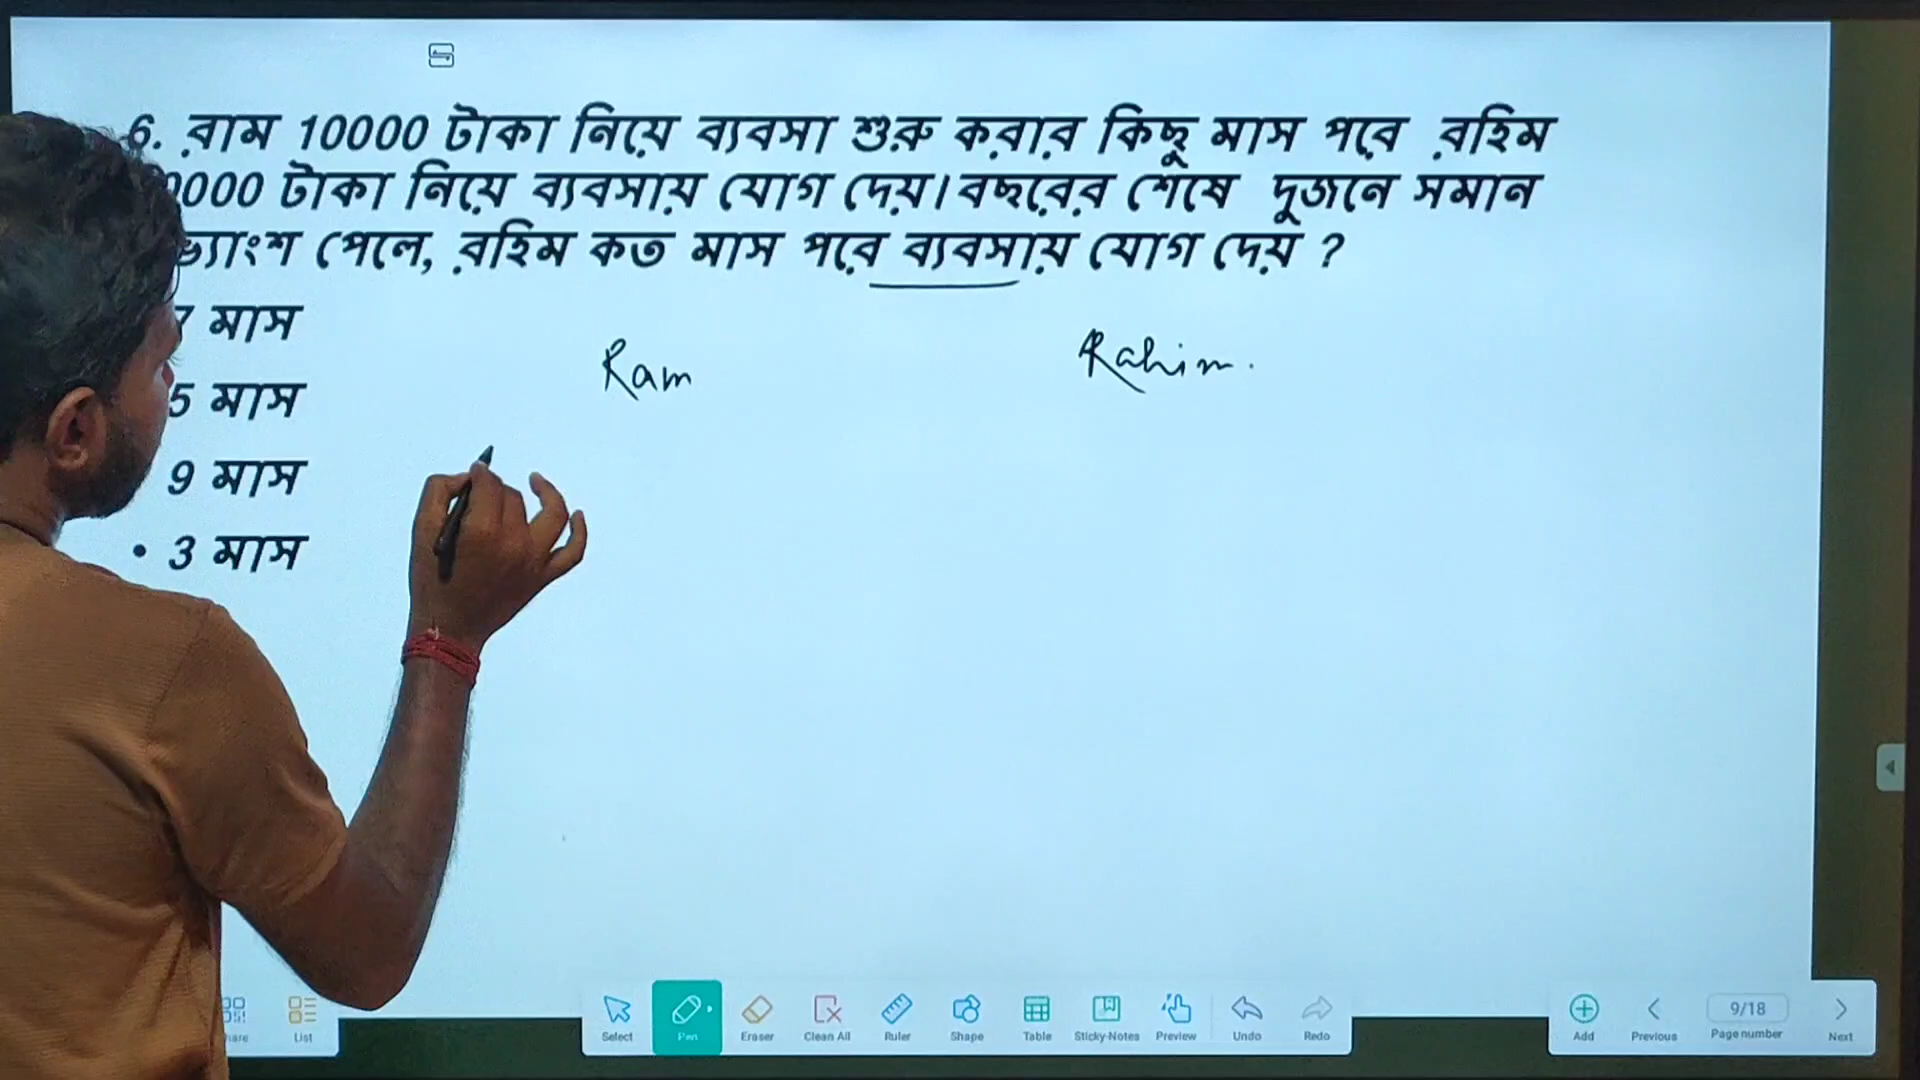 6. রাম 10000 টাকা নিয়ে ব্যবসা শুরু করার কিছু মাস পরে রহিম
টাকা নিয়ে ব্যবসায় যোগ দেয়। বছরের শেষে দুজনে সমান
পেলে, রহিম কত মাস পরে ব্যবসায় যোগ দেয় ?
মাস
5 মাস
9 মাস
• 3 মাস
Ram
Rahim.
List
Select
Pen
Eraser
Clean All
Ruler
Shape
Table
Sticky-Notes
Preview
Undo
Redo
Add
Previous
9/18
Page number
Next